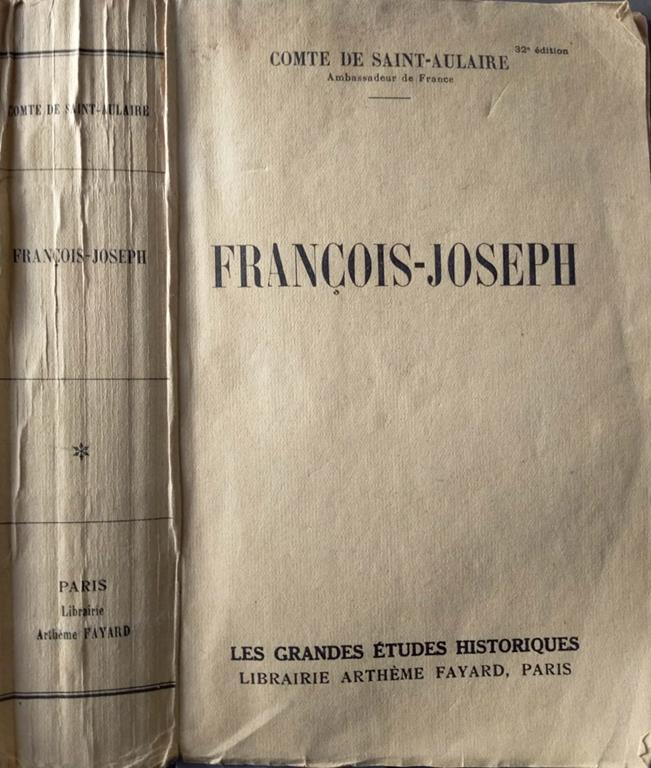 COMTE DE SAINT-AULAIRE
FRANÇOIS-JOSEPH
PARIS
Librairie
Arthème FAYARD
32e édition
COMTE DE SAINT-AULAIRE
Ambassadeur de France
FRANÇOIS-JOSEPH
LES GRANDES ÉTUDES HISTORIQUES
LIBRAIRIE ARTHÈME FAYARD, PARIS